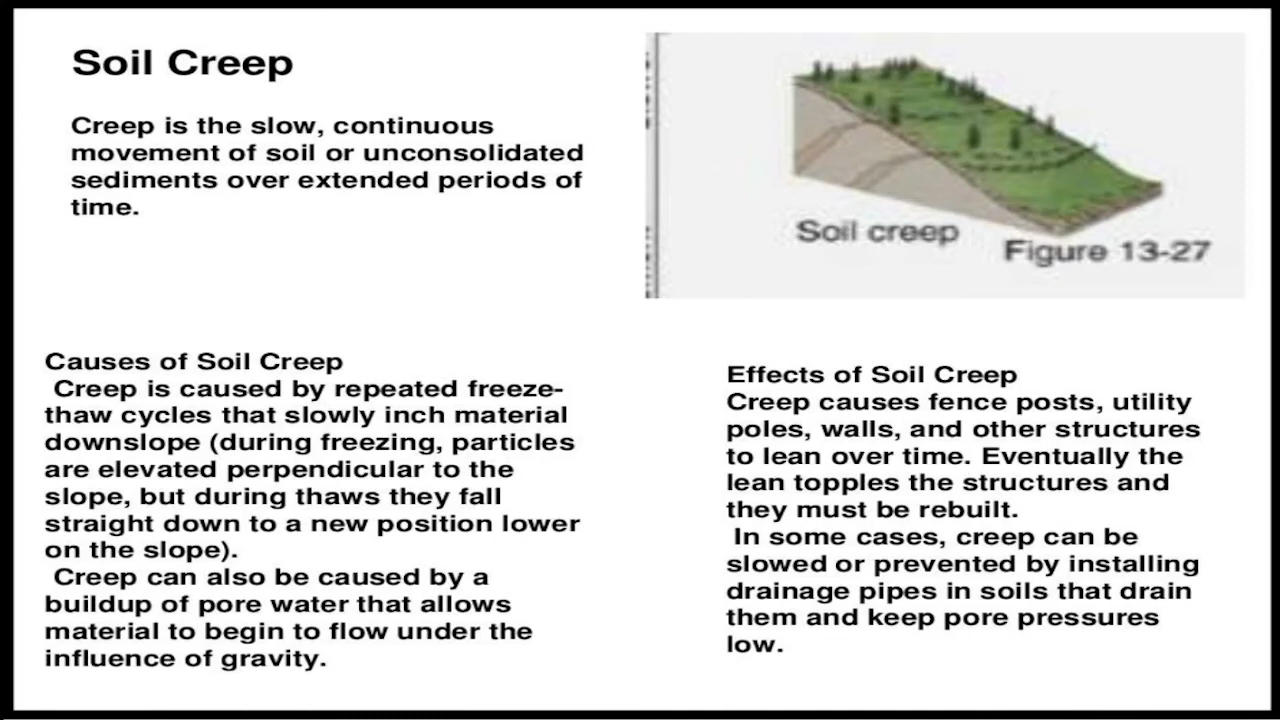 Soil Creep
Creep is the slow, continuous
movement of soil or unconsolidated
sediments over extended periods of
time.
Soil creep
Figure 13-27
Causes of Soil Creep
Creep is caused by repeated freeze-
thaw cycles that slowly inch material
downslope (during freezing, particles
are elevated perpendicular to the
slope, but during thaws they fall
straight down to a new position lower
on the slope).
Creep can also be caused by a
buildup of pore water that allows
material to begin to flow under the
influence of gravity.
Effects of Soil Creep
Creep causes fence posts, utility
poles, walls, and other structures
to lean over time. Eventually the
lean topples the structures and
they must be rebuilt.
In some cases, creep can be
slowed or prevented by installing
drainage pipes in soils that drain
them and keep pore pressures
low.